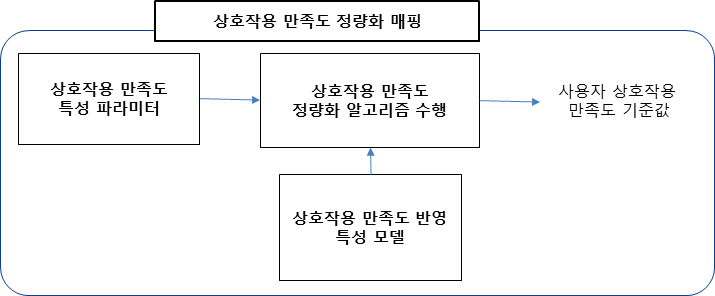 상호작용 만족도 정량화 매핑
상호작용 만족도
특성 파라미터
상호작용 만족도
정량화 알고리즘 수행
사용자 상호작용
만족도 기준값
상호작용 만족도 반영
특성 모델